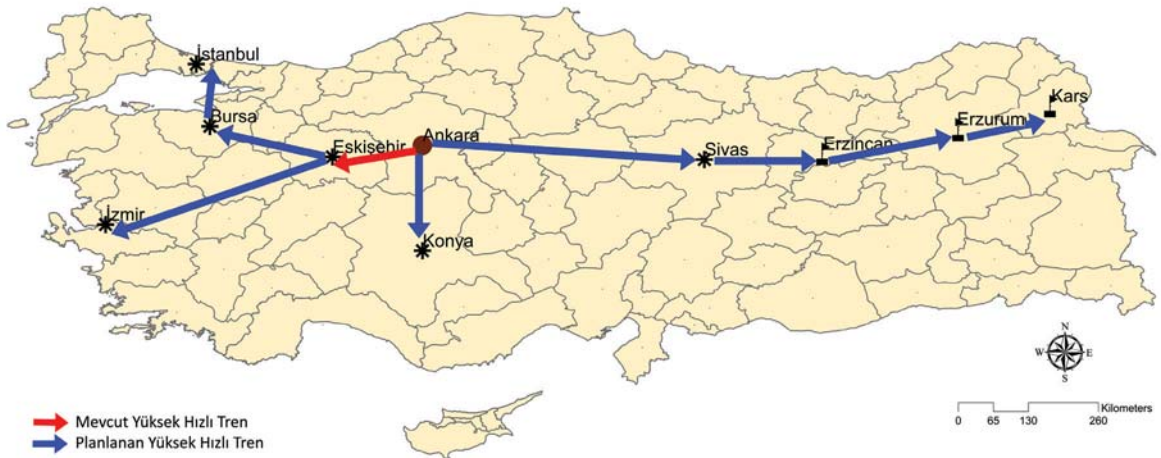 İstanbul
Kars
Bursa
Erzurum
Eskişehir
Ankara
Sivas
Erzincan
İzmir
Konya
N
W E
S
Mevcut Yüksek Hızlı Tren
Planlanan Yüksek Hızlı Tren
Kilometers
0 65 130 260